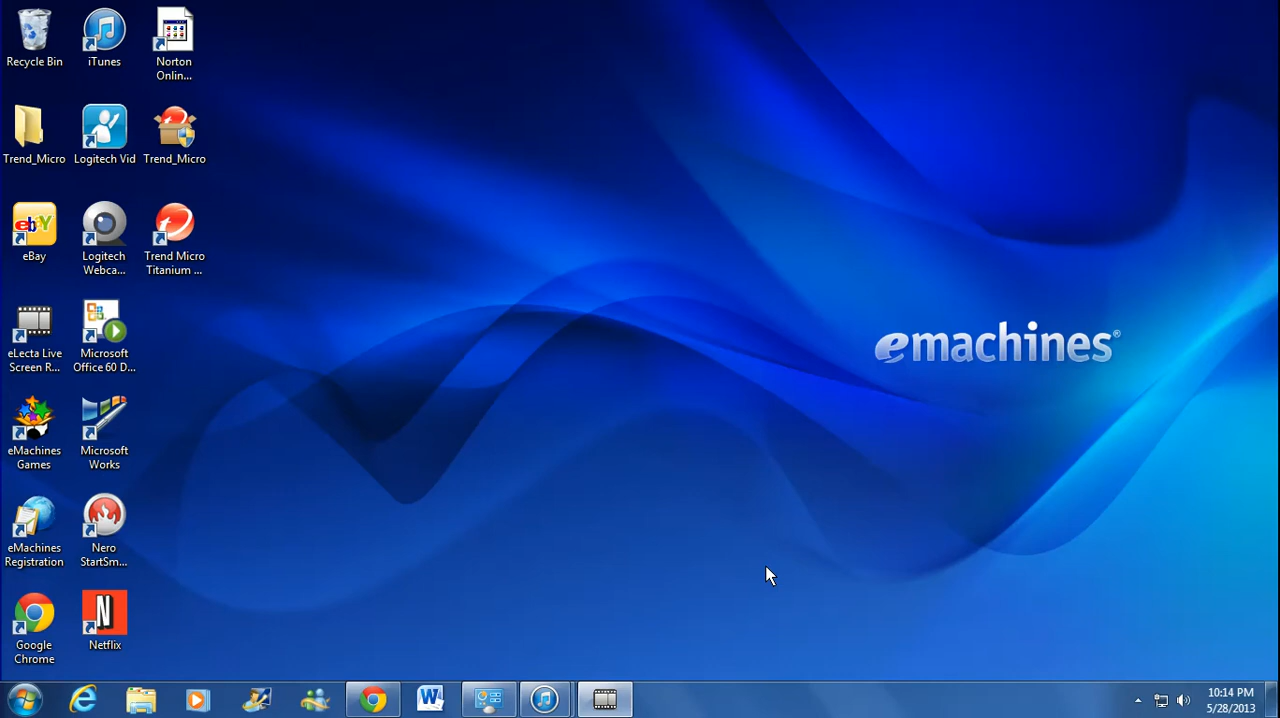 Recycle Bin
iTunes
Norton
Onlin...
Trend_Micro
Logitech Vid
Trend_Micro
ebY
eBay
Logitech
Webca...
Trend Micro
Titanium ...
eLecta Live
Screen R...
Microsoft
Office 60 D...
emachines®
eMachines
Games
Microsoft
Works
eMachines
Registration
Nero
StartSm...
Google
Chrome
N
Netflix
W
10:14 PM
5/28/2013